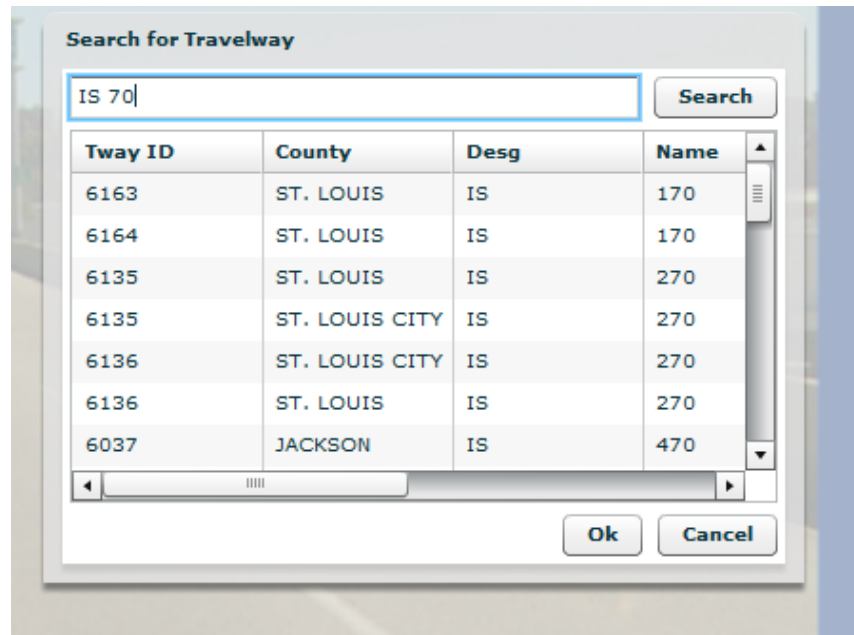 Search for Travelway
IS 70
Search
Tway ID County Desg Name
6163 ST. LOUIS IS 170
6164 ST. LOUIS IS 170
6135 ST. LOUIS IS 270
6135 ST. LOUIS CITY IS 270
6136 ST. LOUIS CITY IS 270
6136 ST. LOUIS IS 270
6037 JACKSON IS 470
Ok Cancel